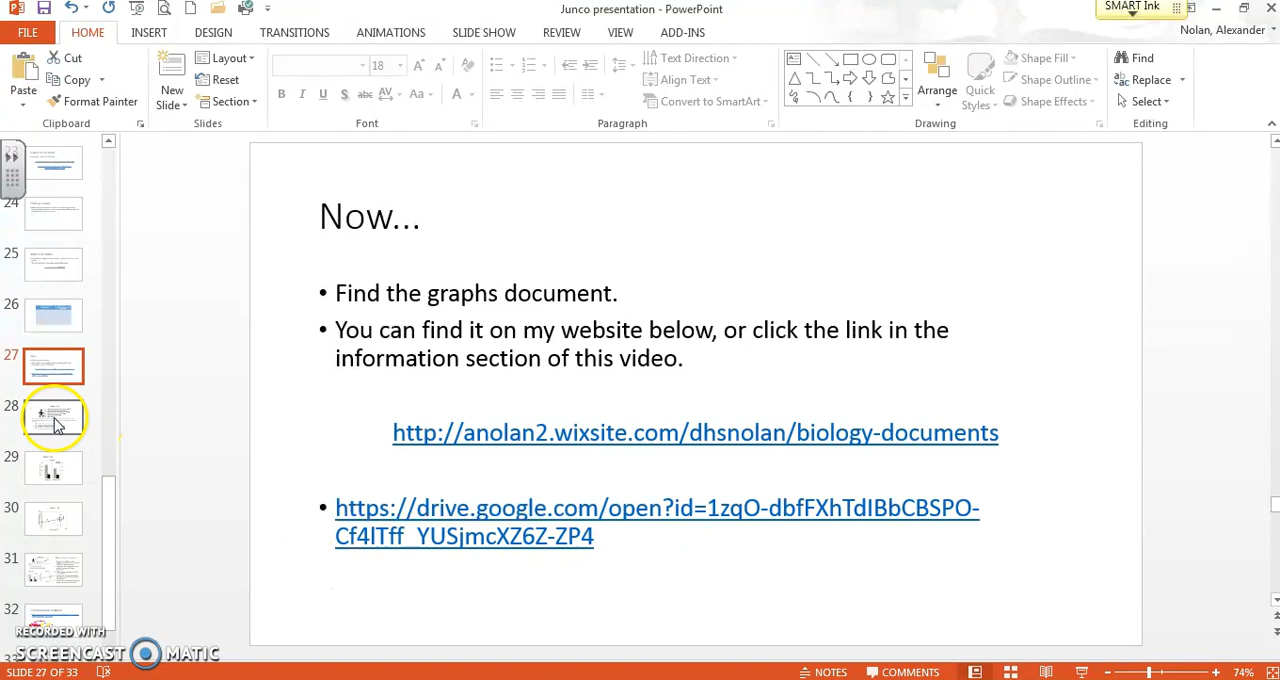 Junco presentation - PowerPoint
SMART Ink
Nolan, Alexander
FILE HOME INSERT DESIGN TRANSITIONS ANIMATIONS SLIDE SHOW REVIEW VIEW ADD-INS
Paste
Cut
Copy
Format Painter
Clipboard
New
Slide
Layout
Reset
Section
Slides
18
B I U S abc AV Aa A
Font
Text Direction
Align Text
Convert to SmartArt
Paragraph
Arrange
Quick
Styles
Shape Fill
Shape Outline
Shape Effects
Drawing
Find
Replace
Select
Editing
24
25
26
27
28
29
30
31
32
Now...
• Find the graphs document.
• You can find it on my website below, or click the link in the
information section of this video.
http://anolan2.wixsite.com/dhsnolan/biology-documents
• https://drive.google.com/open?id=1zqO-dbfFXhTdIBbCBSPO-
Cf4lTff_YUSjmcXZ6Z-ZP4
RECORDED WITH
SCREENCAST MATIC
SLIDE 27 OF 33
NOTES
COMMENTS
74%